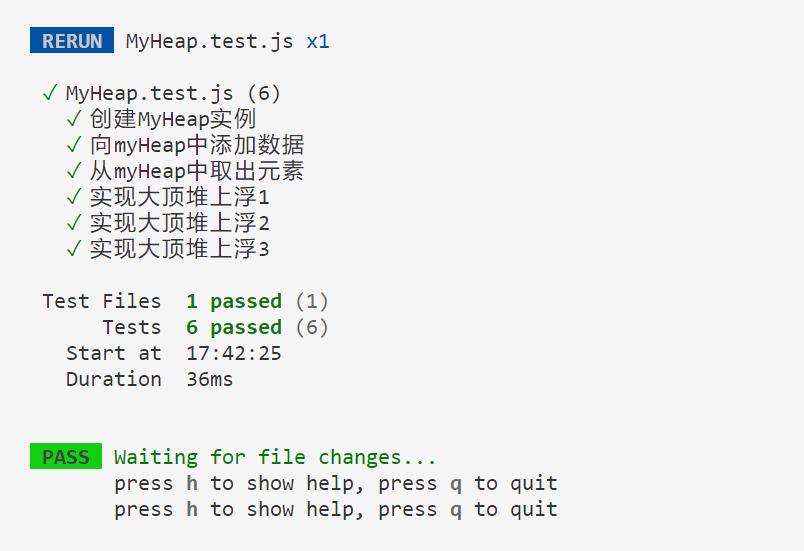 RERUN MyHeap.test.js x1
✓ MyHeap.test.js (6)
✓ 创建MyHeap实例
✓ 向myHeap中添加数据
✓ 从myHeap中取出元素
✓ 实现大顶堆上浮1
✓ 实现大顶堆上浮2
✓ 实现大顶堆上浮3
Test Files 1 passed (1)
Tests 6 passed (6)
Start at 17:42:25
Duration 36ms
PASS Waiting for file changes...
press h to show help, press q to quit
press h to show help, press q to quit